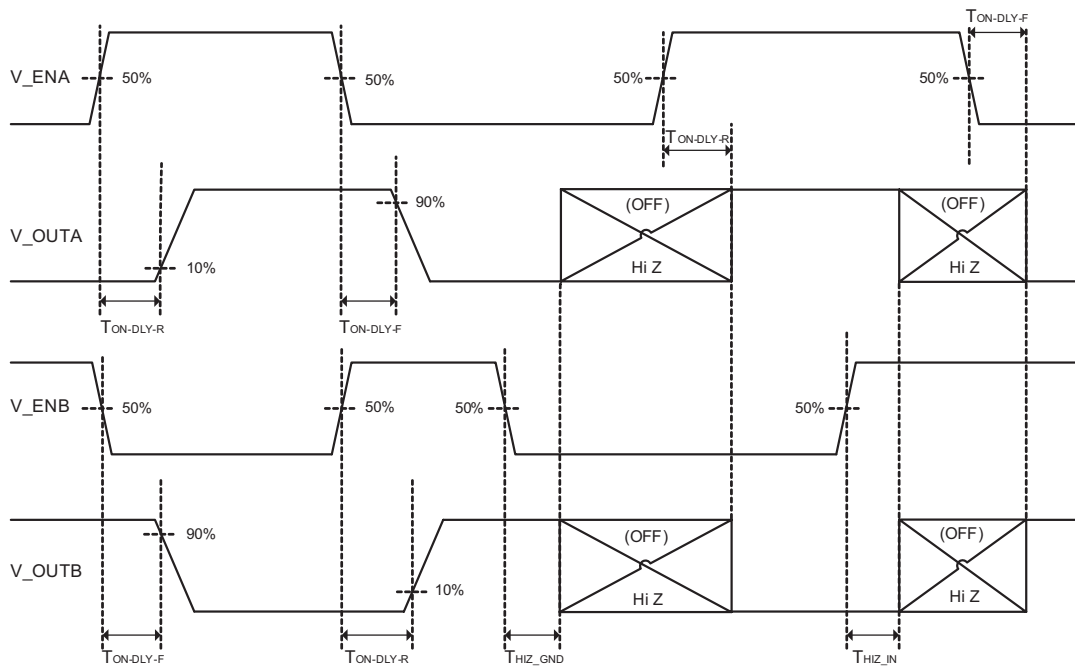 TON-DLY-F
V_ENA
50%
50%
50%
50%
TON-DLY-R
V_OUTA
90%
(OFF)
(OFF)
10%
Hi Z
Hi Z
TON-DLY-R
TON-DLY-F
V_ENB
50%
50%
50%
50%
V_OUTB
90%
(OFF)
(OFF)
10%
Hi Z
Hi Z
TON-DLY-F
TON-DLY-R
THIZ_GND
THIZ_IN